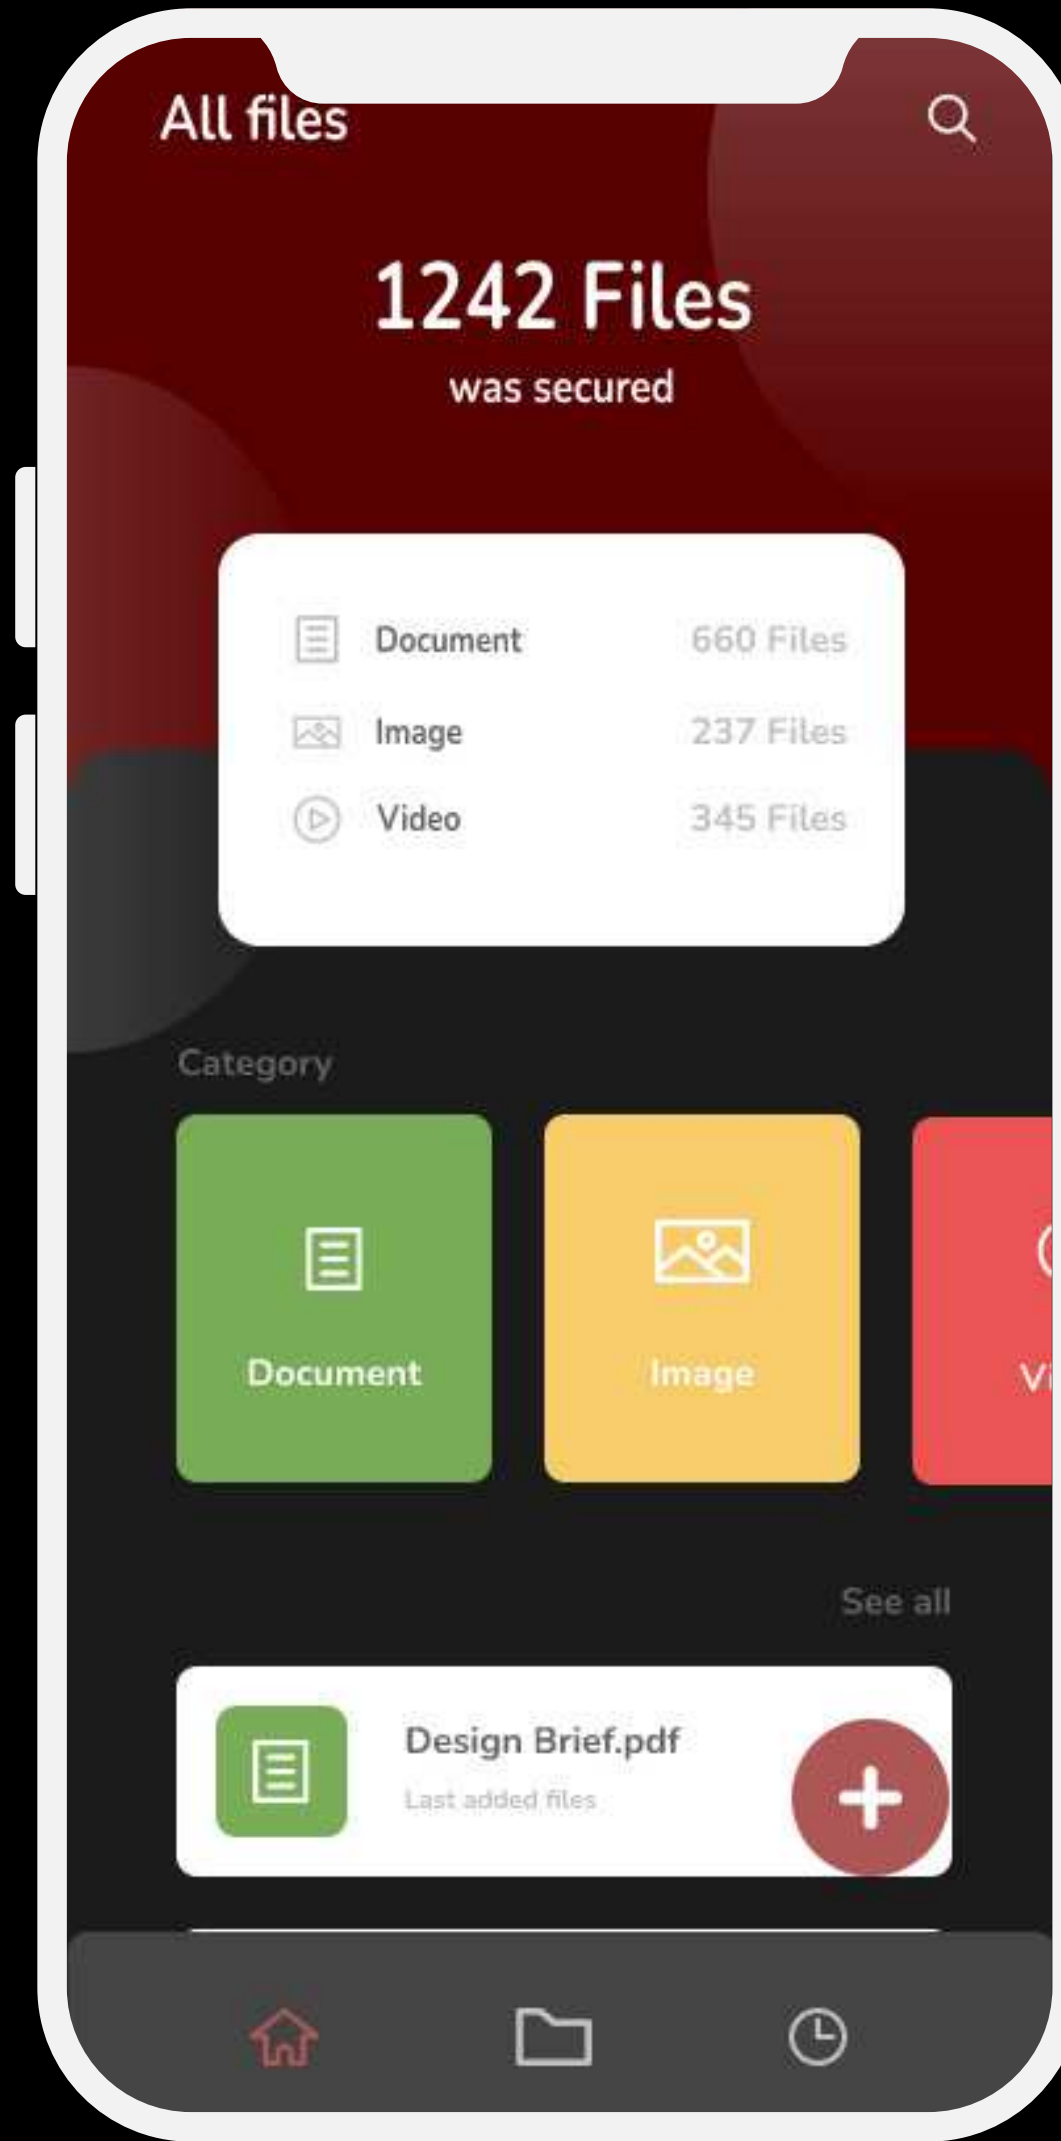 All files
1242 Files
was secured
Document 660 Files
Image 237 Files
Video 345 Files
Category
Document Image
See all
Design Brief.pdf
Last added files